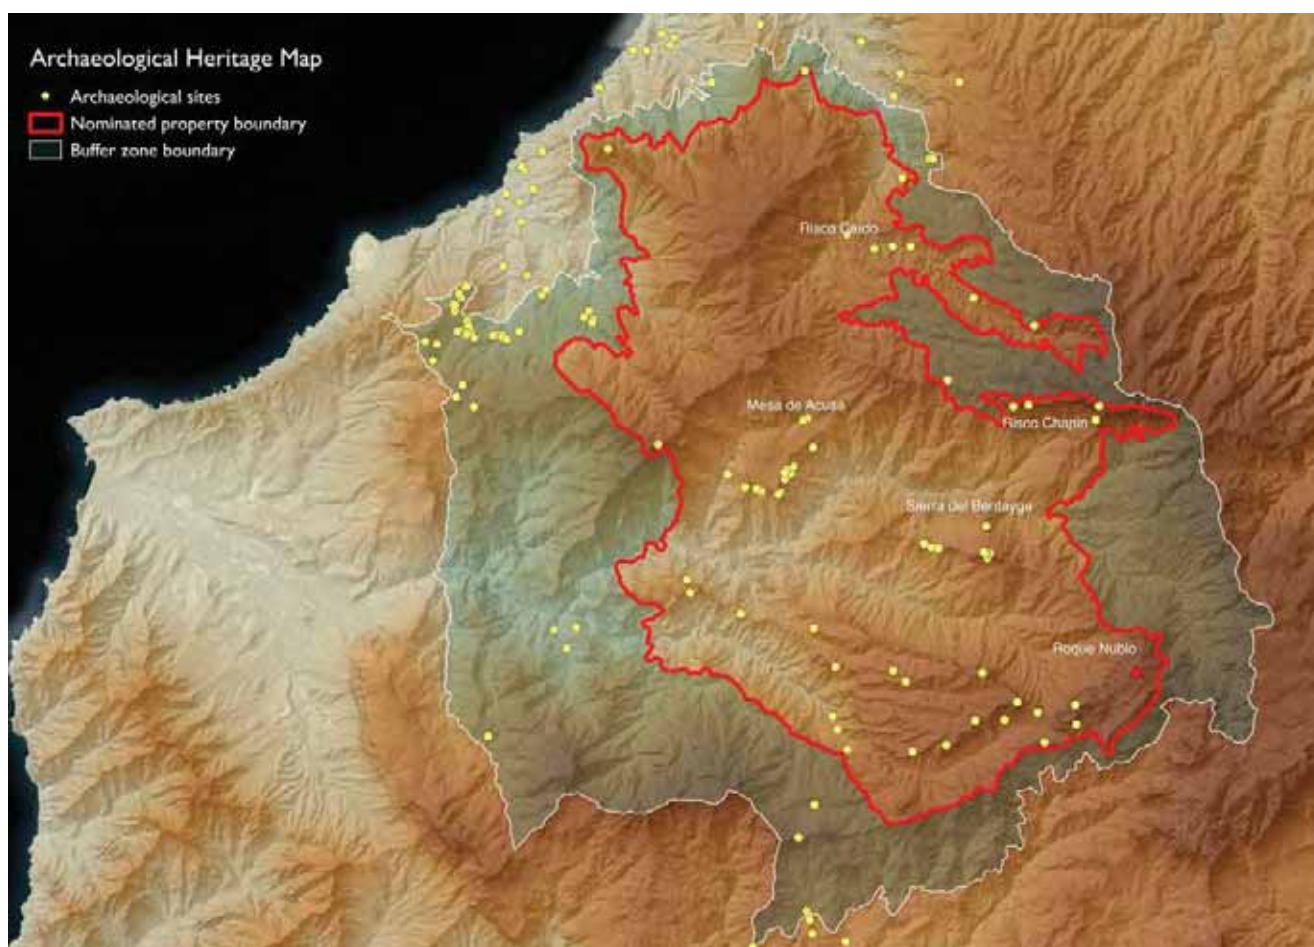 Archaeological Heritage Map
Archaeological sites
Nominated property boundary
Buffer zone boundary
Risco Caído
Mesa de Acusa
Risco Chapín
Sierra del Bentayga
Roque Nublo